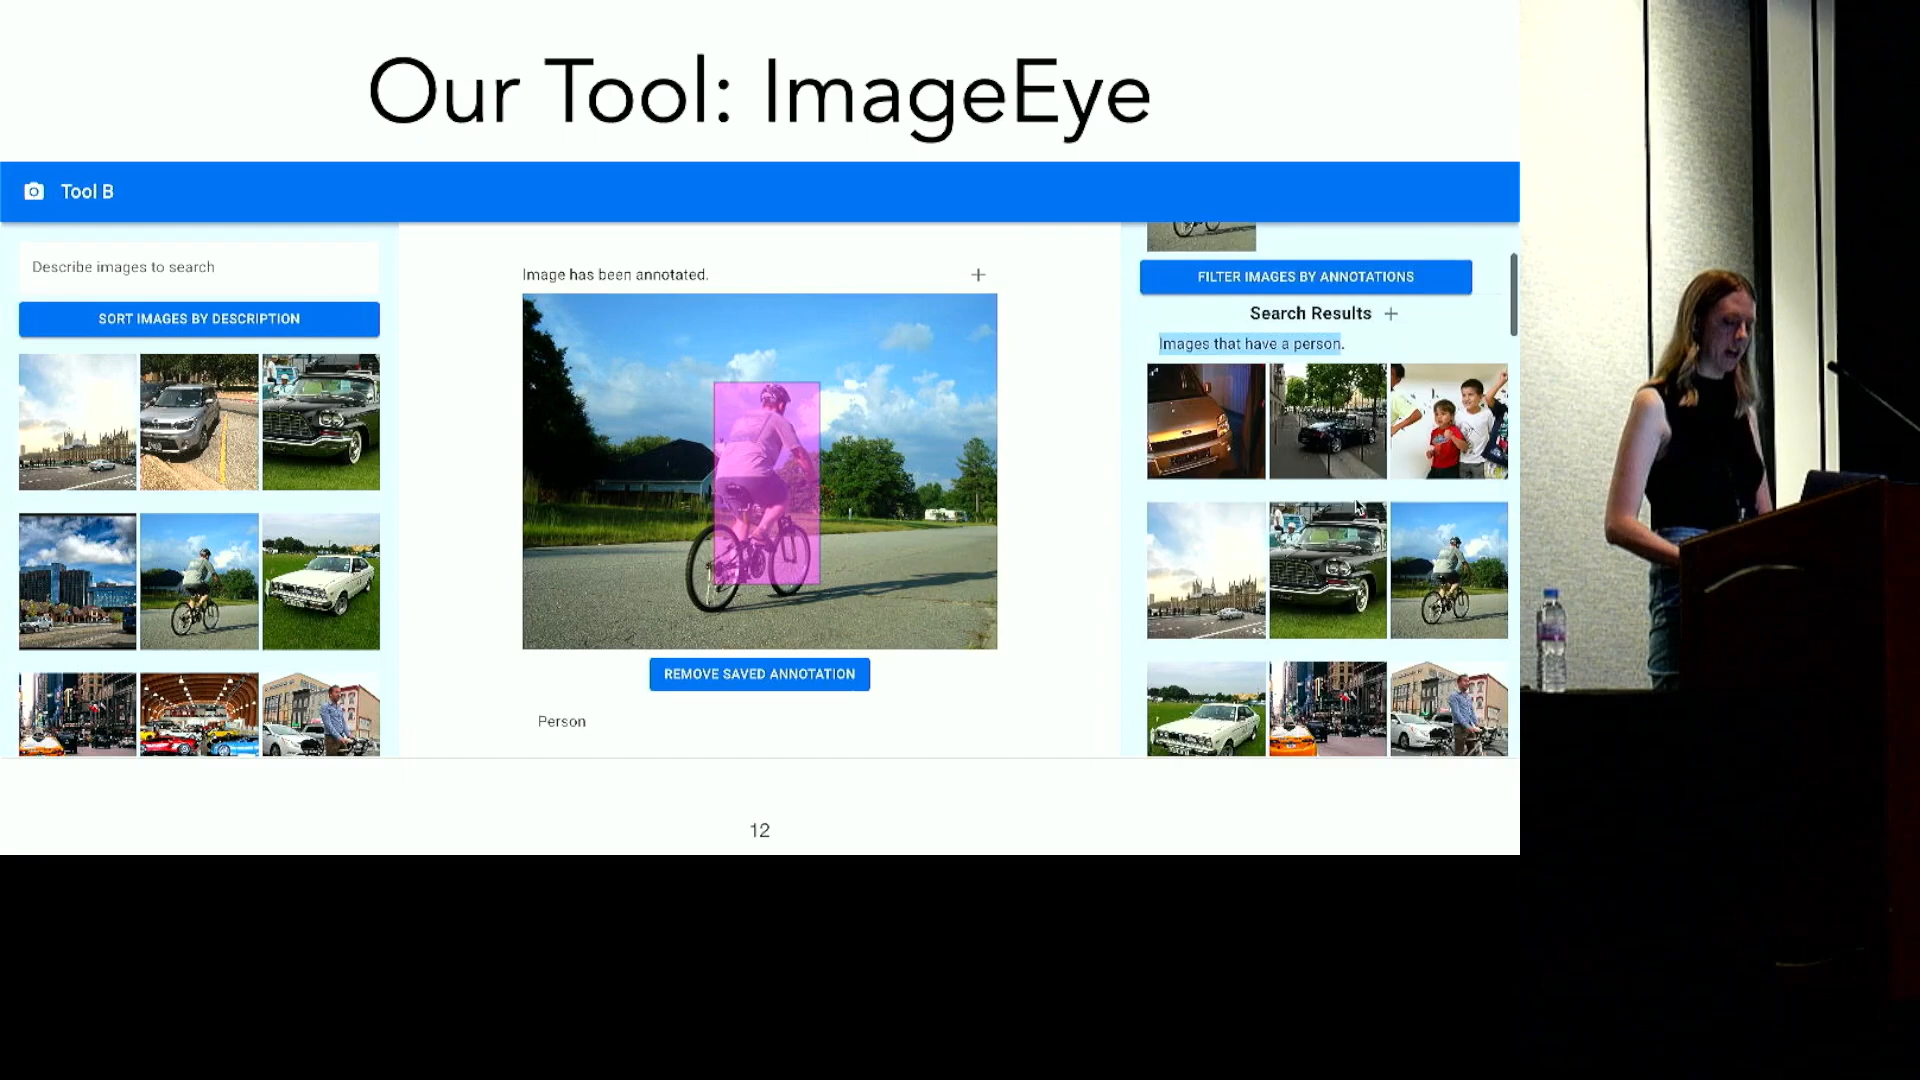 Our Tool: ImageEye
Tool B
Describe images to search
SORT IMAGES BY DESCRIPTION
Image has been annotated. +
REMOVE SAVED ANNOTATION
Person
FILTER IMAGES BY ANNOTATIONS
Search Results +
Images that have a person.
12